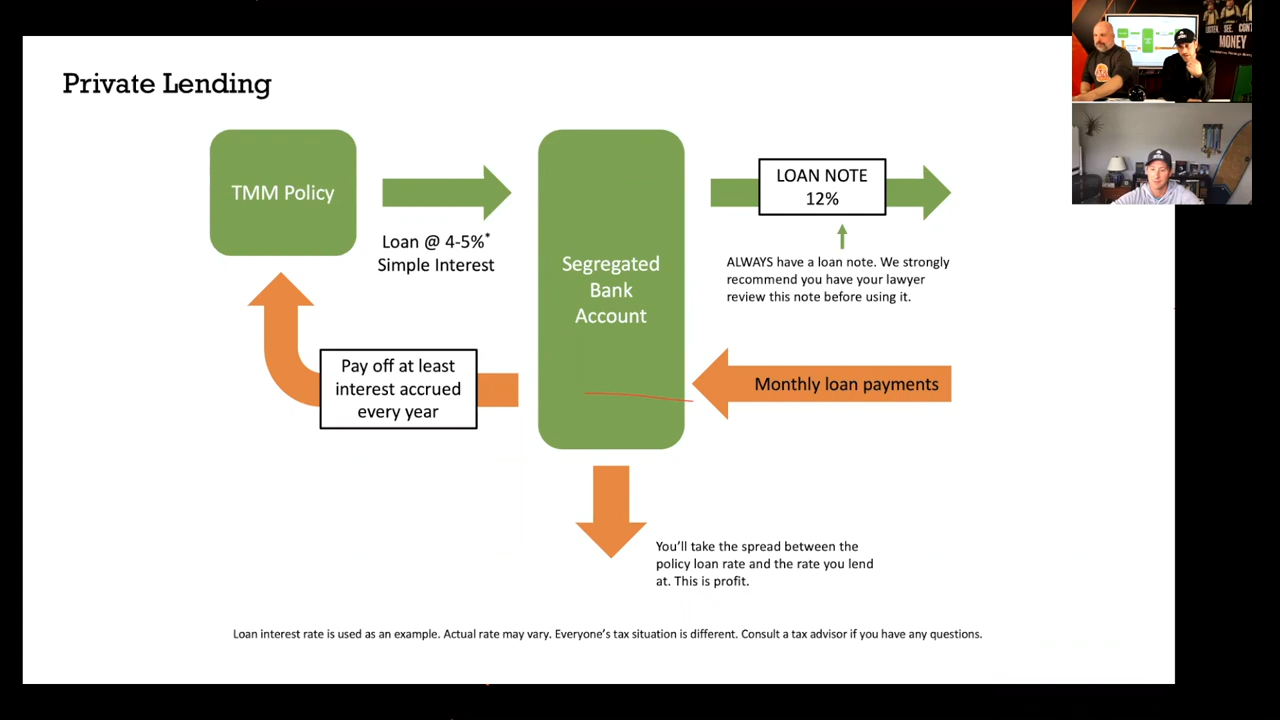 Private Lending
TMM Policy
Loan @ 4-5%*
Simple Interest
Segregated
Bank
Account
LOAN NOTE
12%
ALWAYS have a loan note. We strongly
recommend you have your lawyer
review this note before using it.
Pay off at least
interest accrued
every year
Monthly loan payments
You'll take the spread between the
policy loan rate and the rate you lend
at. This is profit.
Loan interest rate is used as an example. Actual rate may vary. Everyone's tax situation is different. Consult a tax advisor if you have any questions.
MONEY